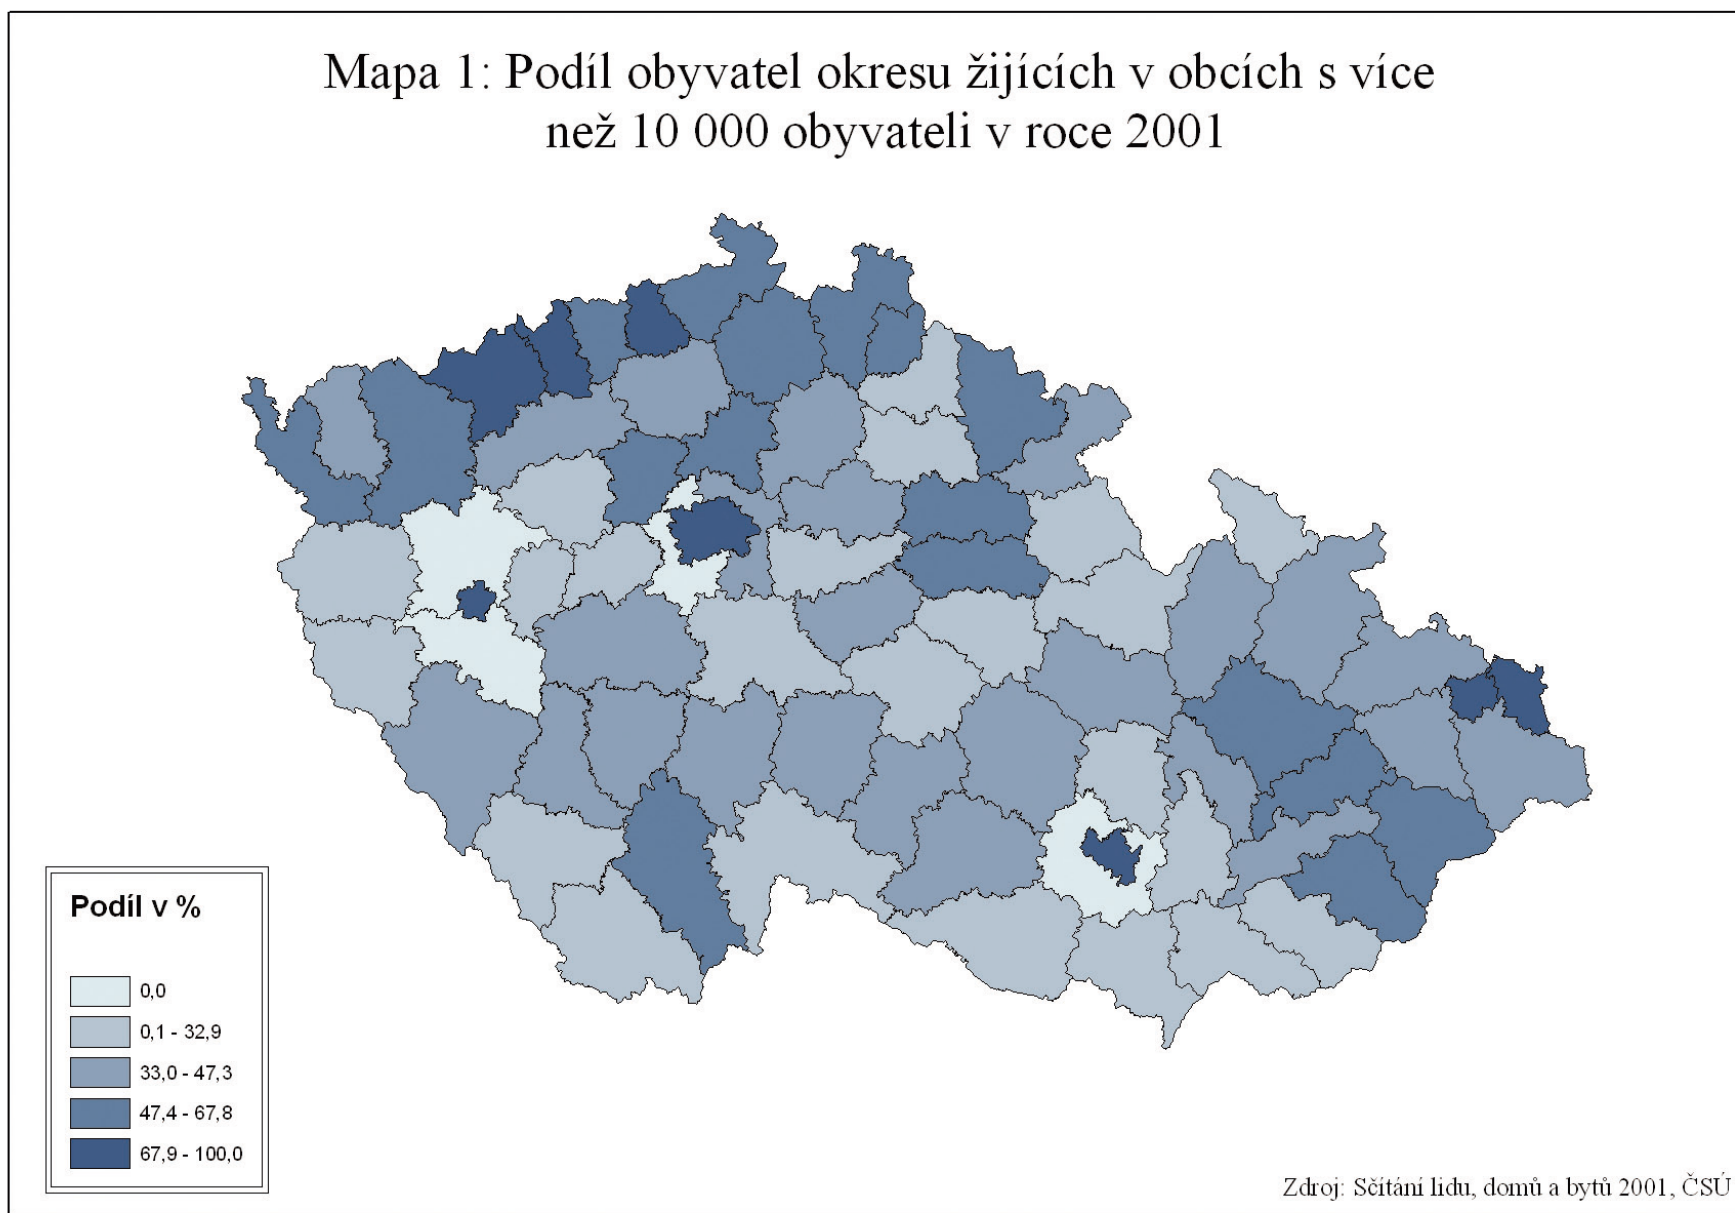 Mapa 1: Podíl obyvatel okresu žijících v obcích s více
než 10 000 obyvateli v roce 2001
Podíl v %
0,0
0,1 - 32,9
33,0 - 47,3
47,4 - 67,8
67,9 - 100,0
Zdroj: Sčítání lidu, domů a bytů 2001, ČSÚ